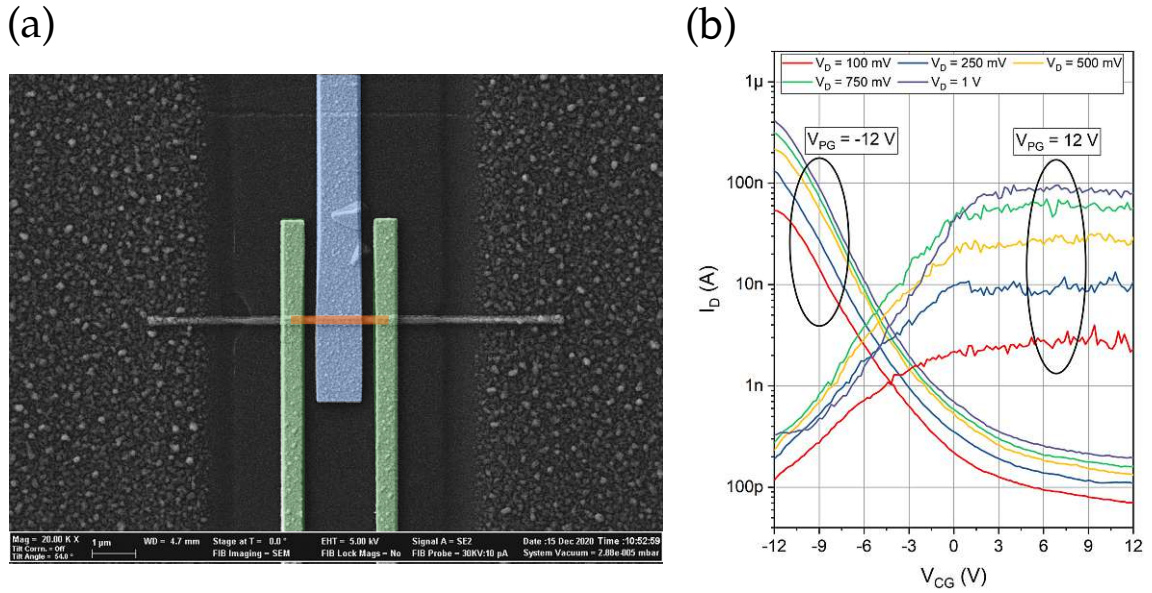 (a)
(b)
Mag = 20.00 K X
Tilt Corrn. = Off
Tilt Angle = 54.0°
1 µm
WD = 4.7 mm
Stage at T = 0.0 °
FIB Imaging = SEM
EHT = 5.00 kV
FIB Lock Mags = No
Signal A = SE2
FIB Probe = 30KV:10 pA
Date :15 Dec 2020 Time :10:52:59
System Vacuum = 2.88e-005 mbar
V_D = 100 mV V_D = 250 mV V_D = 500 mV
V_D = 750 mV V_D = 1 V
V_PG = -12 V
V_PG = 12 V
1µ
100n
10n
1n
100p
I_D (A)
-12 -9 -6 -3 0 3 6 9 12
V_CG (V)